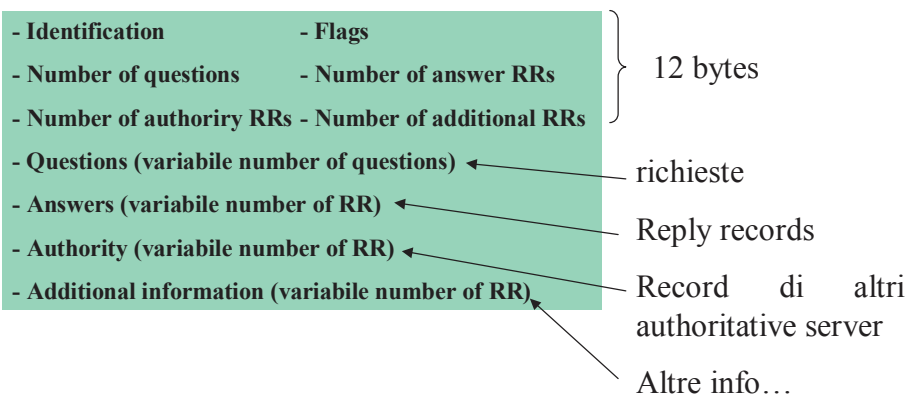 - Identification - Flags
- Number of questions - Number of answer RRs
- Number of authoriry RRs - Number of additional RRs
12 bytes
- Questions (variabile number of questions)
richieste
- Answers (variabile number of RR)
Reply records
- Authority (variabile number of RR)
Record di altri
authoritative server
- Additional information (variabile number of RR)
Altre info…